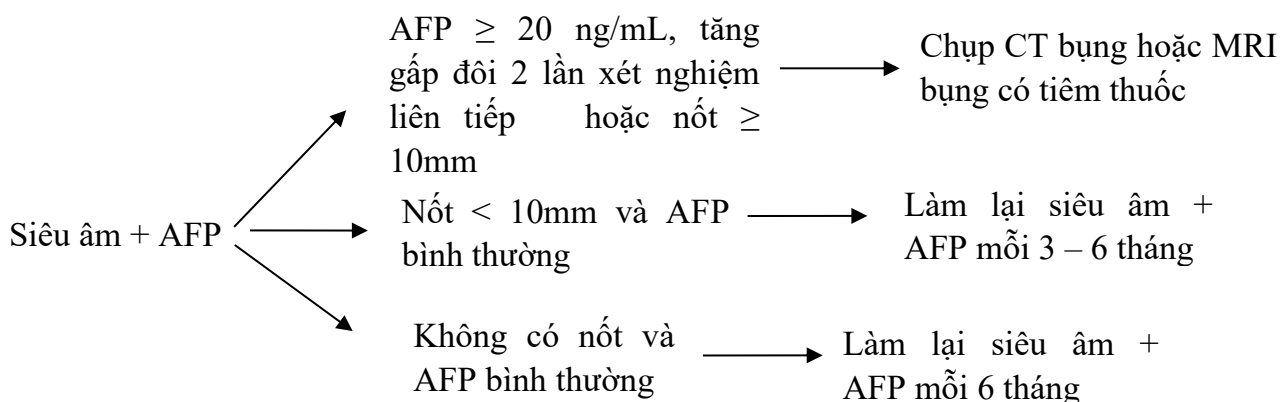 AFP ≥ 20 ng/mL, tăng
gấp đôi 2 lần xét nghiệm
liên tiếp hoặc nốt ≥
10mm
Chụp CT bụng hoặc MRI
bụng có tiêm thuốc
Siêu âm + AFP
Nốt < 10mm và AFP
bình thường
Làm lại siêu âm +
AFP mỗi 3 – 6 tháng
Không có nốt và
AFP bình thường
Làm lại siêu âm +
AFP mỗi 6 tháng